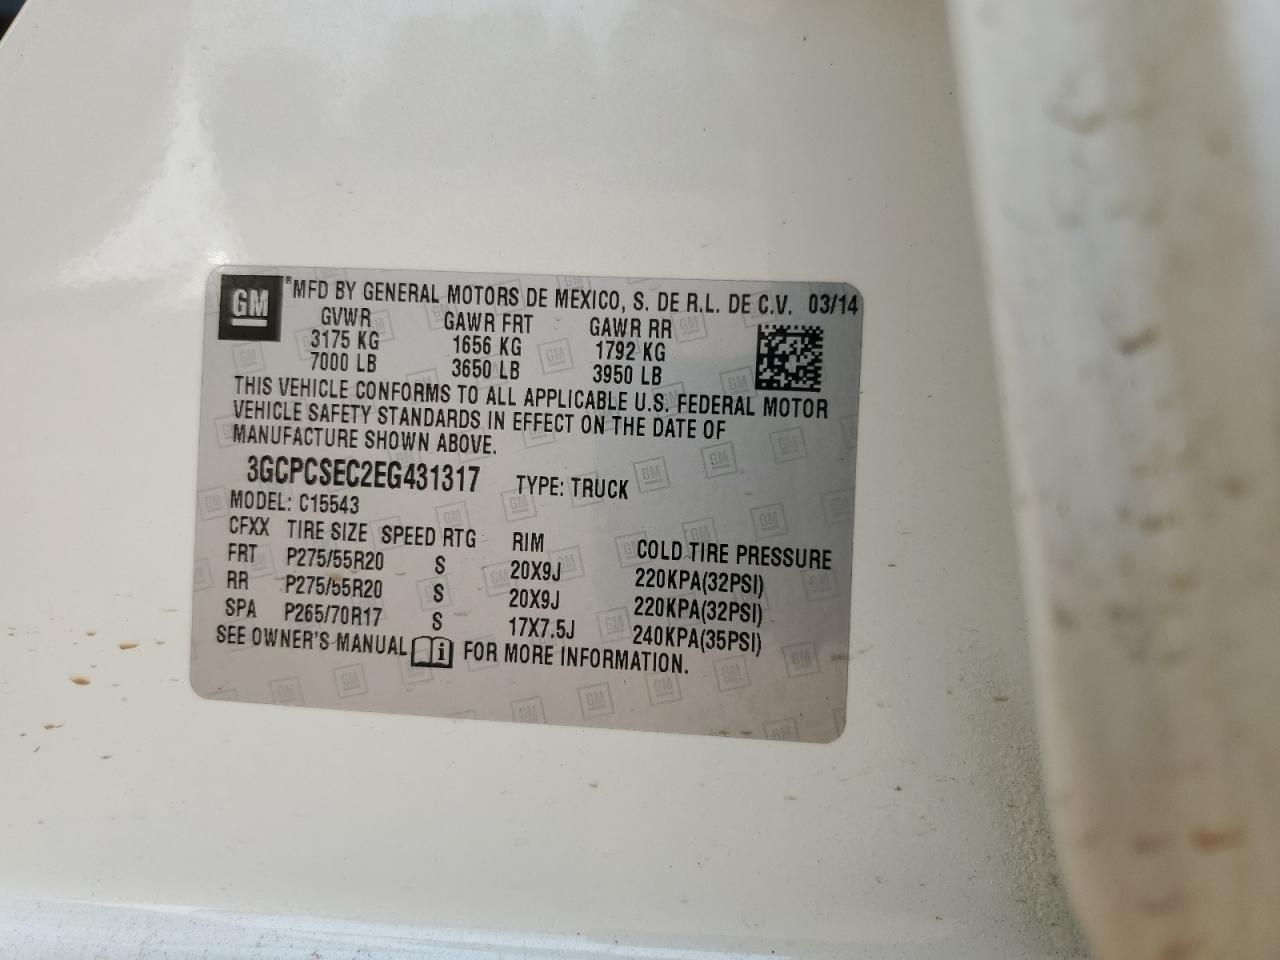 GM
®MFD BY GENERAL MOTORS DE MEXICO, S. DE R.L. DE C.V. 03/14
GVWR GAWR FRT GAWR RR
3175 KG 1656 KG 1792 KG
7000 LB 3650 LB 3950 LB
THIS VEHICLE CONFORMS TO ALL APPLICABLE U.S. FEDERAL MOTOR
VEHICLE SAFETY STANDARDS IN EFFECT ON THE DATE OF
MANUFACTURE SHOWN ABOVE.
3GCPCSEC2EG431317 TYPE: TRUCK
MODEL: C15543
CFXX TIRE SIZE SPEED RTG RIM COLD TIRE PRESSURE
FRT P275/55R20 S 20X9J 220KPA(32PSI)
RR P275/55R20 S 20X9J 220KPA(32PSI)
SPA P265/70R17 S 17X7.5J 240KPA(35PSI)
SEE OWNER'S MANUAL i FOR MORE INFORMATION.